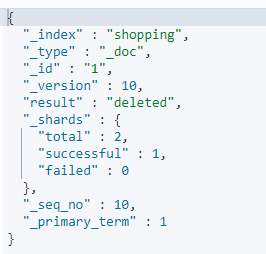 {
  "_index" : "shopping",
  "_type" : "_doc",
  "_id" : "1",
  "_version" : 10,
  "result" : "deleted",
  "_shards" : {
    "total" : 2,
    "successful" : 1,
    "failed" : 0
  },
  "_seq_no" : 10,
  "_primary_term" : 1
}